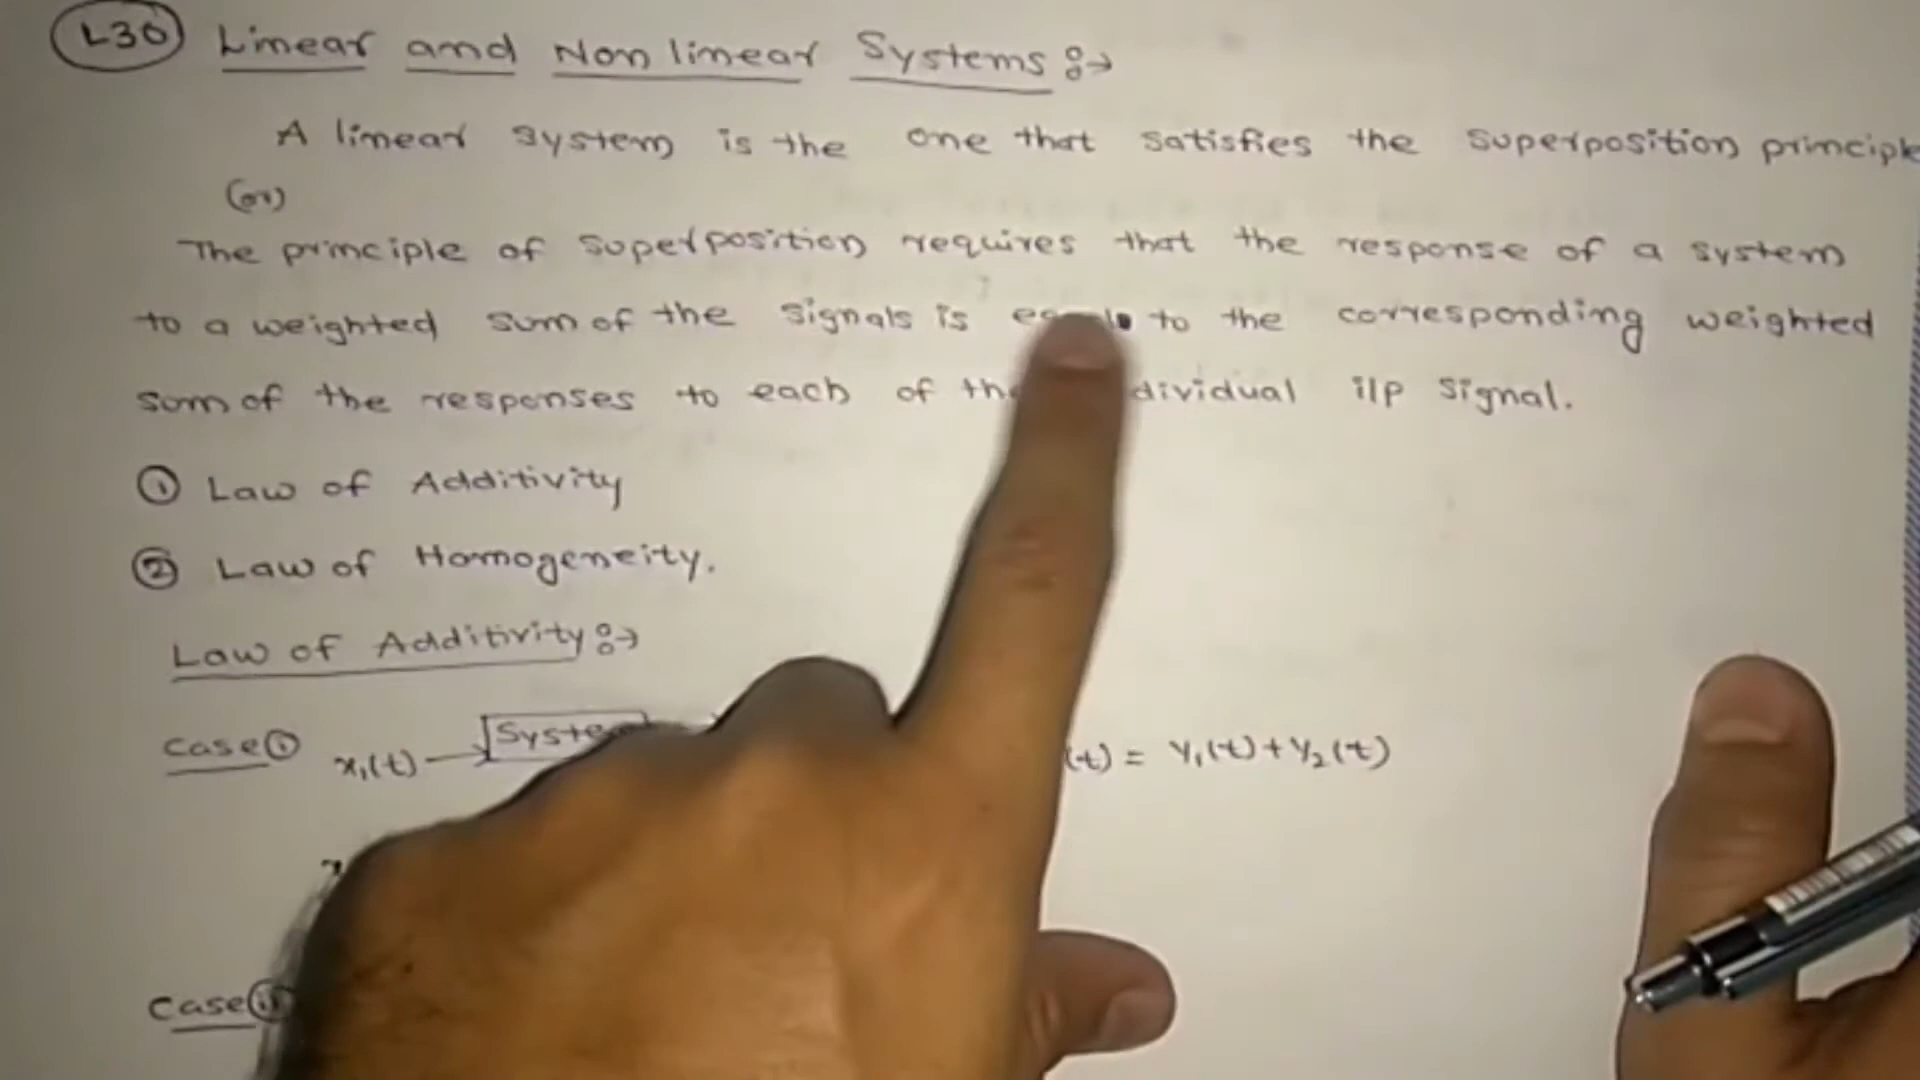 L30 Linear and Non linear Systems :→
A linear system is the one that satisfies the superposition principle
(or)
The principle of superposition requires that the response of a system
to a weighted sum of the signals is to the corresponding weighted
sum of the responses to each of i/p signal.
① Law of Additivity
② Law of Homogeneity.
Law of Additivity :→
Case ① x₁(t) → (t) = y₁(t) + y₂(t)
Case